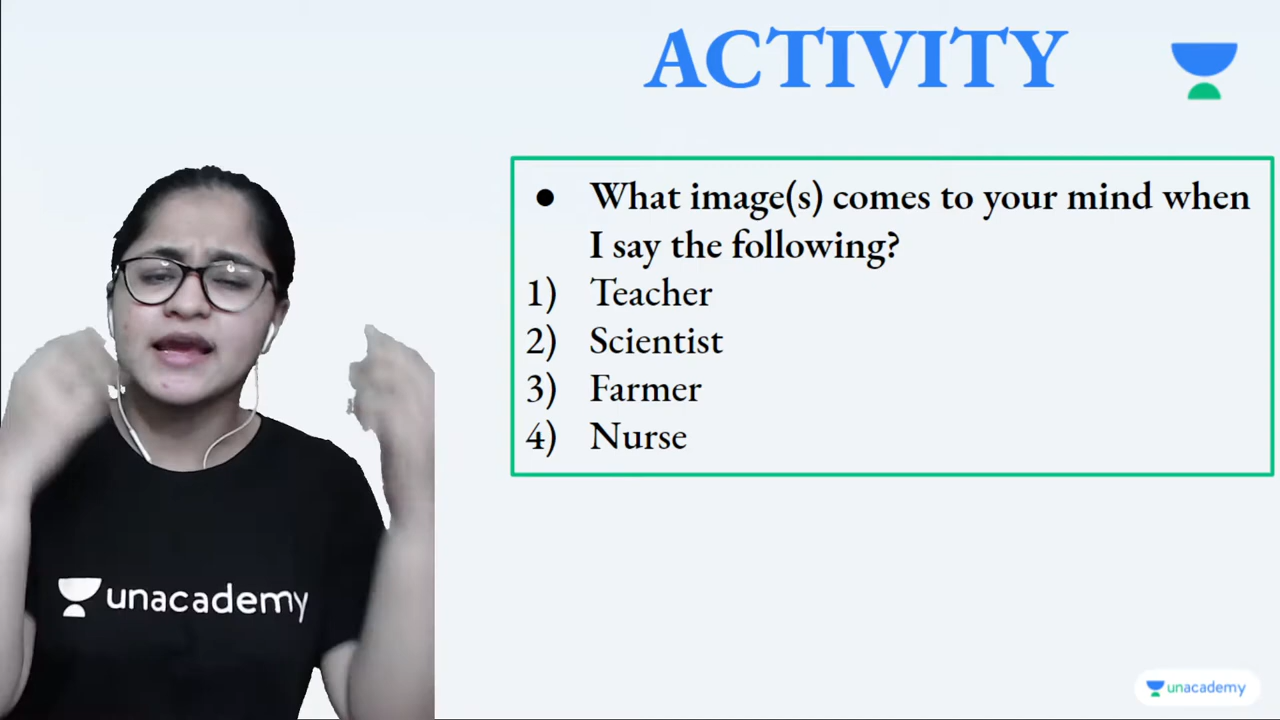 ACTIVITY
● What image(s) comes to your mind when
I say the following?
1) Teacher
2) Scientist
3) Farmer
4) Nurse
unacademy
unacademy